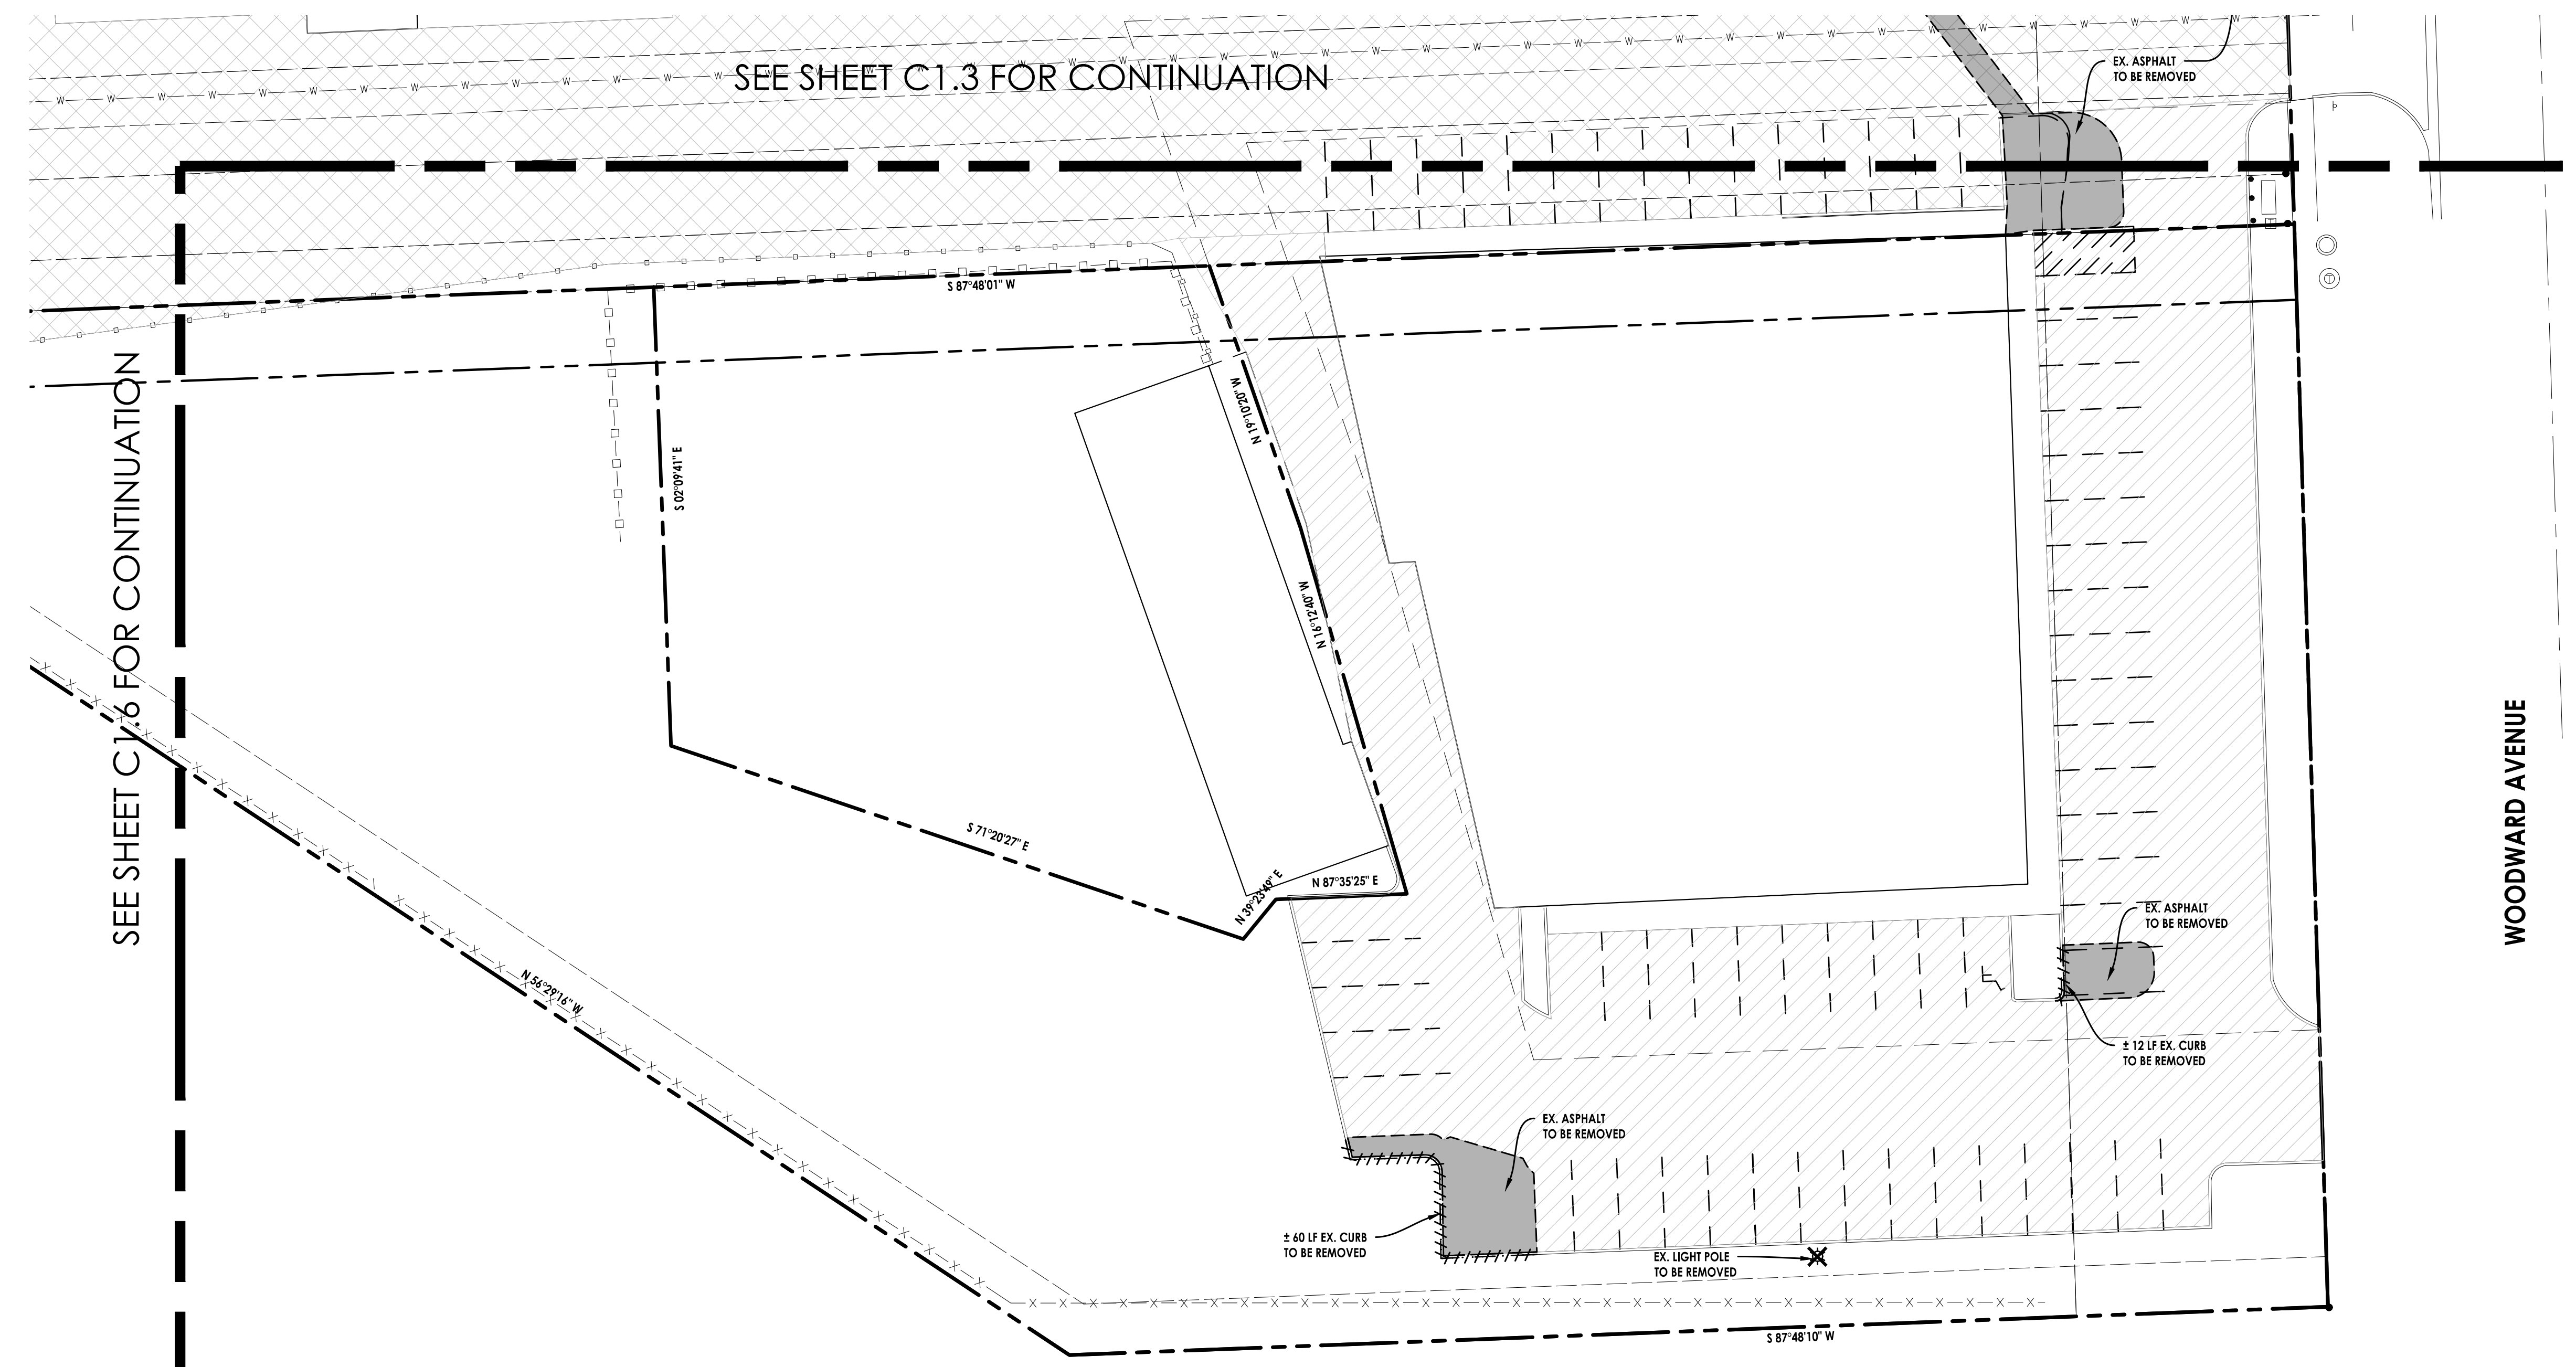 EX. ASPHALT
TO BE REMOVED
SEE SHEET C1.3 FOR CONTINUATION
S 87°48'01" W
SEE SHEET C1.6 FOR CONTINUATION
N 19°10'20" W
S 02°09'41" E
N 16°12'40" W
WOODWARD AVENUE
S 71°20'27" E
N 39°23'49" E
N 87°35'25" E
EX. ASPHALT
TO BE REMOVED
N 56°29'16" W
± 12 LF EX. CURB
TO BE REMOVED
EX. ASPHALT
TO BE REMOVED
± 60 LF EX. CURB
TO BE REMOVED
EX. LIGHT POLE
TO BE REMOVED
S 87°48'10" W